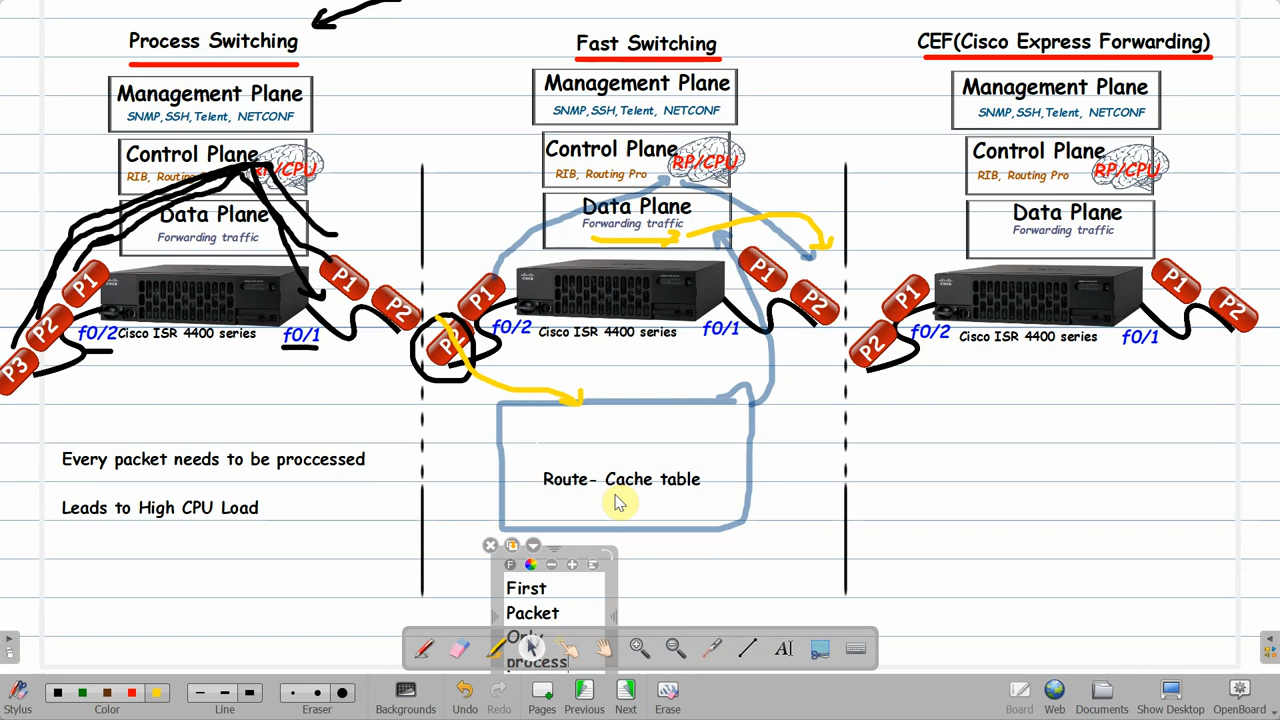 Process Switching
Management Plane
SNMP,SSH,Telent, NETCONF
Control Plane
RP/CPU
RIB, Routing Pro
Data Plane
Forwarding traffic
P1
P2
P3
f0/2
Cisco ISR 4400 series
f0/1
P1
P2
Every packet needs to be proccessed
Leads to High CPU Load
Fast Switching
Management Plane
SNMP,SSH,Telent, NETCONF
Control Plane
RP/CPU
RIB, Routing Pro
Data Plane
Forwarding traffic
P1
P2
f0/2
Cisco ISR 4400 series
f0/1
P1
P2
Route- Cache table
First
Packet
Only
process
CEF(Cisco Express Forwarding)
Management Plane
SNMP,SSH,Telent, NETCONF
Control Plane
RP/CPU
RIB, Routing Pro
Data Plane
Forwarding traffic
P1
P2
f0/2
Cisco ISR 4400 series
f0/1
P1
P2
Stylus
Color
Line
Eraser
Backgrounds
Undo
Redo
Pages
Previous
Next
Erase
Board
Web
Documents
Show Desktop
OpenBoard